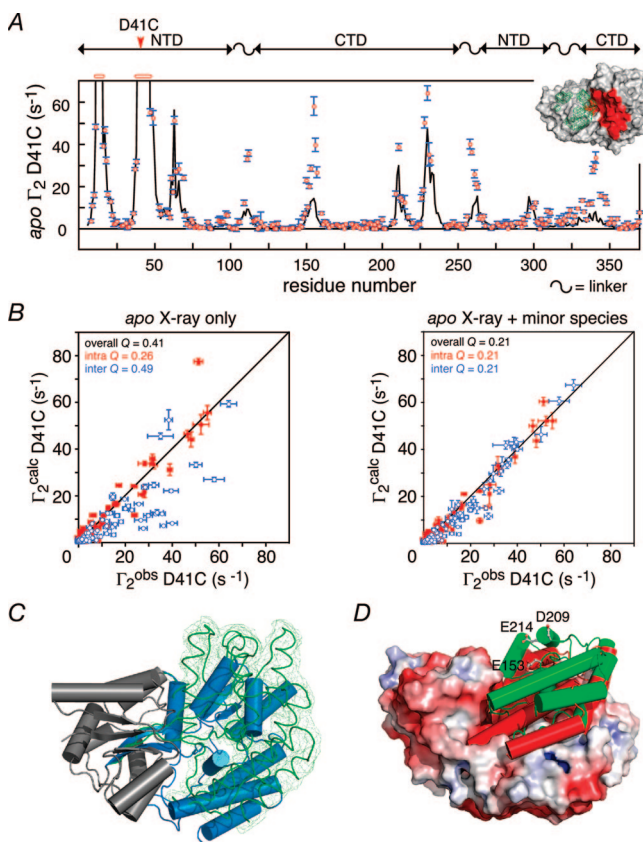 A
D41C
NTD
CTD
NTD
CTD
apo Γ₂ D41C (s⁻¹)
60
40
20
0
50
100
150
200
250
300
350
residue number
= linker
B
apo X-ray only
apo X-ray + minor species
overall Q = 0.41
intra Q = 0.26
inter Q = 0.49
overall Q = 0.21
intra Q = 0.21
inter Q = 0.21
Γ₂ᶜᵃˡᶜ D41C (s⁻¹)
80
60
40
20
0
20
40
60
80
Γ₂ᵒᵇˢ D41C (s⁻¹)
Γ₂ᶜᵃˡᶜ D41C (s⁻¹)
80
60
40
20
0
20
40
60
80
Γ₂ᵒᵇˢ D41C (s⁻¹)
C
D
E214
D209
E153